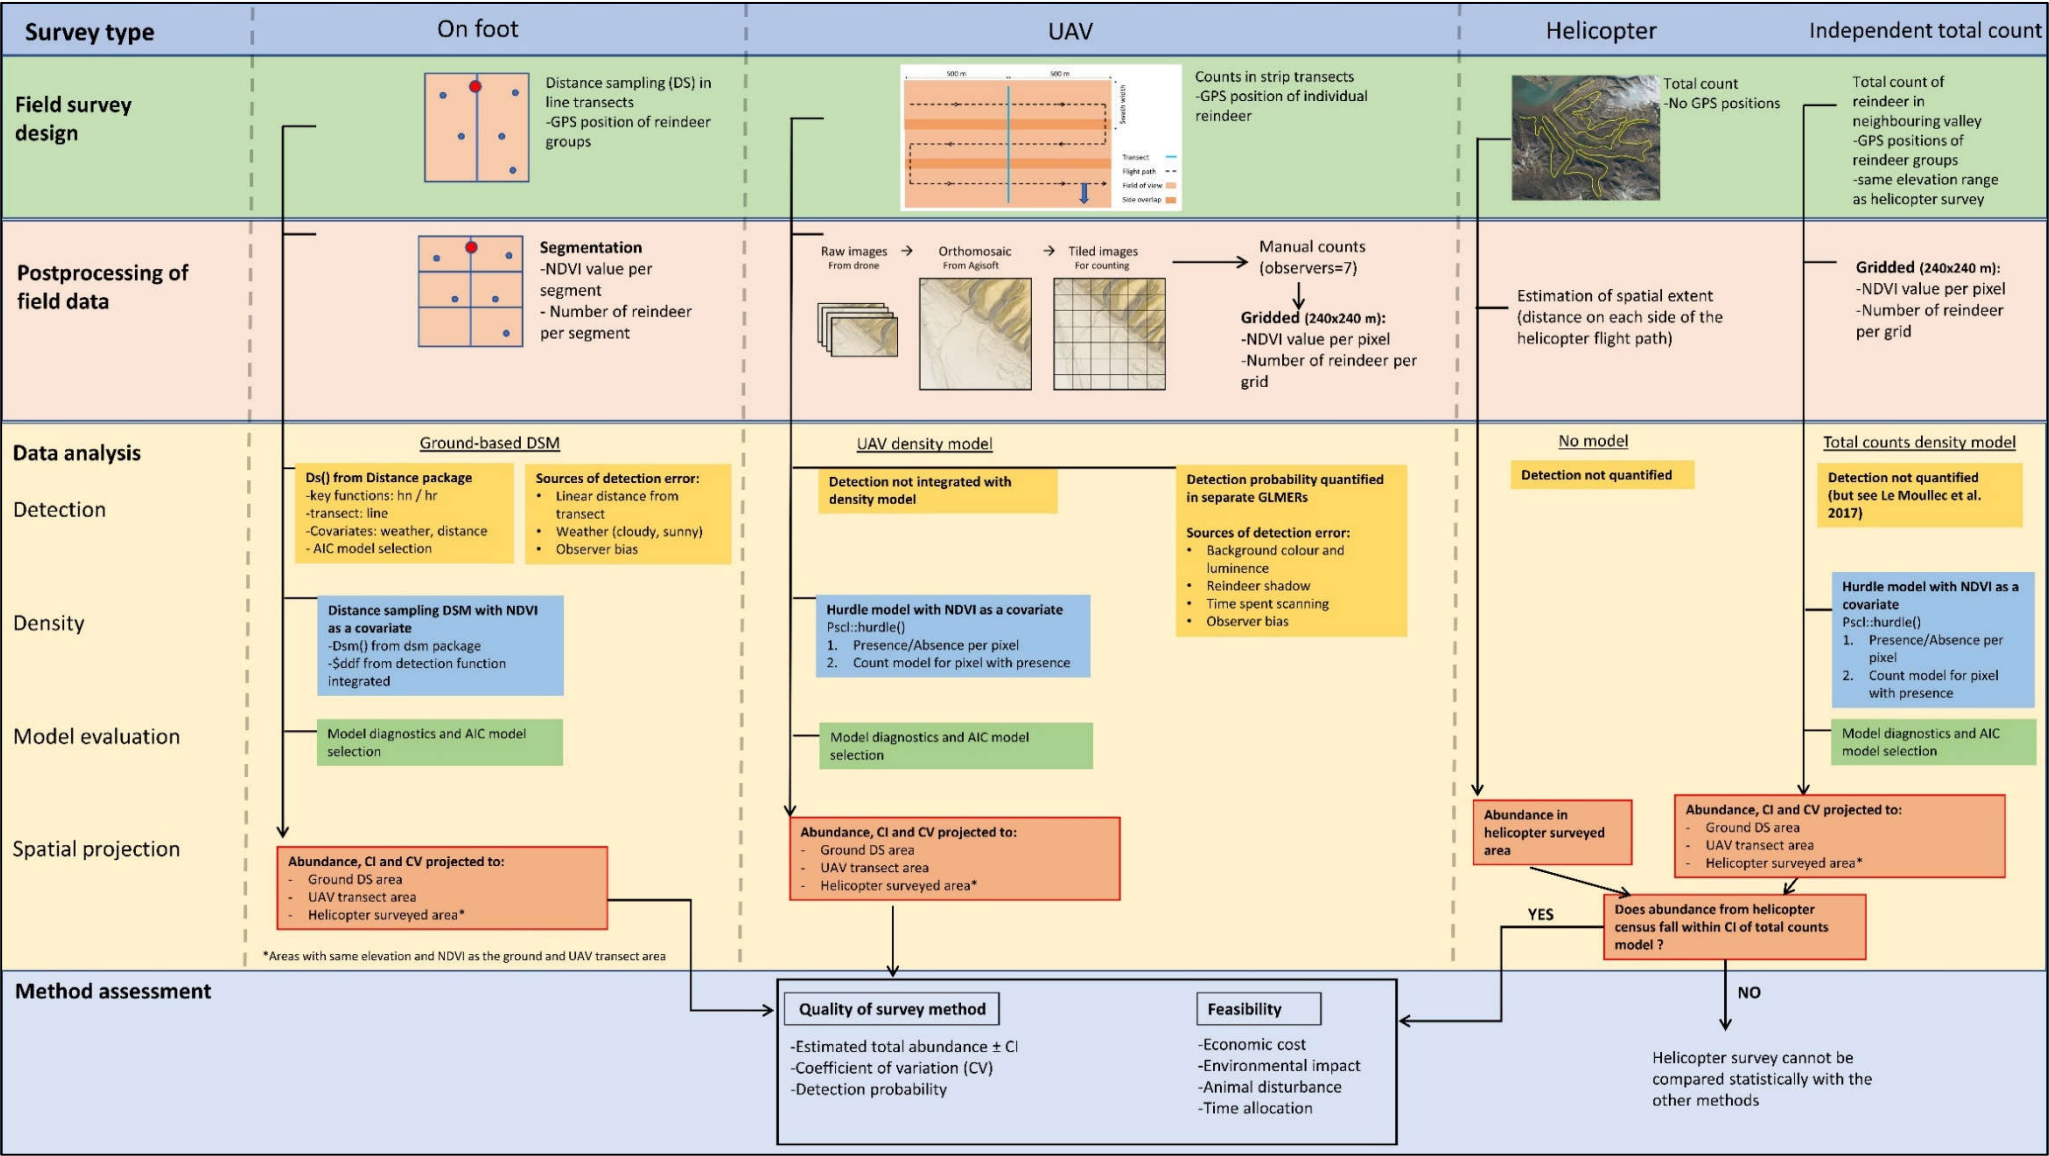 Survey type
On foot
UAV
Helicopter
Independent total count
Field survey
design
Distance sampling (DS) in
line transects
-GPS position of reindeer
groups
500 m
500 m
Swath width
Transect
Flight path
Field of view
Side overlap
Counts in strip transects
-GPS position of individual
reindeer
Total count
-No GPS positions
Total count of
reindeer in
neighbouring valley
-GPS positions of
reindeer groups
-same elevation range
as helicopter survey
Postprocessing of
field data
Segmentation
-NDVI value per
segment
- Number of reindeer
per segment
Raw images
From drone
Orthomosaic
From Agisoft
Tiled images
For counting
Manual counts
(observers=7)
Gridded (240x240 m):
-NDVI value per pixel
-Number of reindeer per
grid
Estimation of spatial extent
(distance on each side of the
helicopter flight path)
Gridded (240x240 m):
-NDVI value per pixel
-Number of reindeer
per grid
Data analysis
Ground-based DSM
UAV density model
No model
Total counts density model
Detection
Ds() from Distance package
-key functions: hn / hr
-transect: line
-Covariates: weather, distance
- AIC model selection
Sources of detection error:
• Linear distance from
transect
• Weather (cloudy, sunny)
• Observer bias
Detection not integrated with
density model
Detection probability quantified
in separate GLMERs
Sources of detection error:
• Background colour and
luminence
• Reindeer shadow
• Time spent scanning
• Observer bias
Detection not quantified
Detection not quantified
(but see Le Moullec et al.
2017)
Density
Distance sampling DSM with NDVI
as a covariate
-Dsm() from dsm package
-$ddf from detection function
integrated
Hurdle model with NDVI as a covariate
Pscl::hurdle()
1. Presence/Absence per pixel
2. Count model for pixel with presence
Hurdle model with NDVI as a
covariate
Pscl::hurdle()
1. Presence/Absence per
pixel
2. Count model for pixel
with presence
Model evaluation
Model diagnostics and AIC model
selection
Model diagnostics and AIC model
selection
Model diagnostics and AIC
model selection
Spatial projection
Abundance, CI and CV projected to:
- Ground DS area
- UAV transect area
- Helicopter surveyed area*
Abundance, CI and CV projected to:
- Ground DS area
- UAV transect area
- Helicopter surveyed area*
Abundance in
helicopter surveyed
area
Abundance, CI and CV projected to:
- Ground DS area
- UAV transect area
- Helicopter surveyed area*
YES
Does abundance from helicopter
census fall within CI of total counts
model ?
*Areas with same elevation and NDVI as the ground and UAV transect area
Method assessment
Quality of survey method
-Estimated total abundance ± CI
-Coefficient of variation (CV)
-Detection probability
Feasibility
-Economic cost
-Environmental impact
-Animal disturbance
-Time allocation
NO
Helicopter survey cannot be
compared statistically with the
other methods